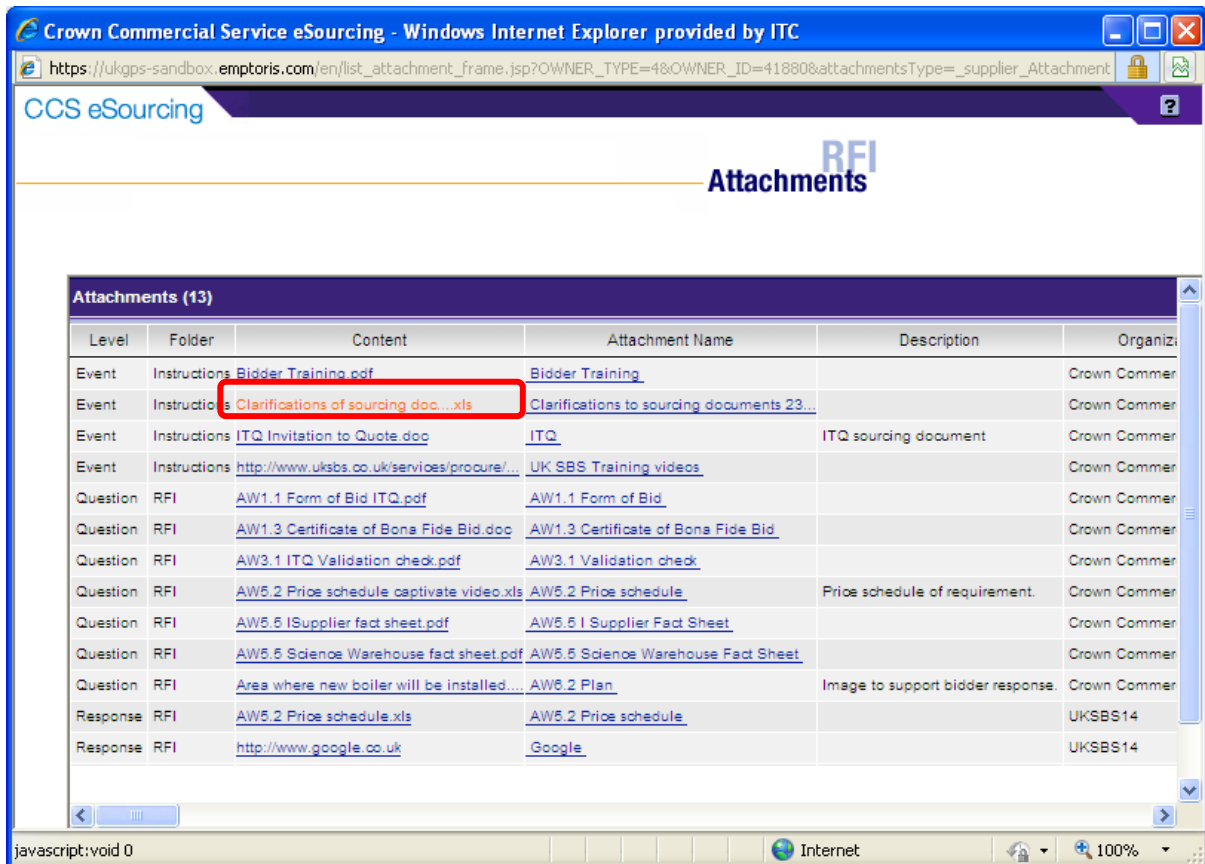 Crown Commercial Service eSourcing - Windows Internet Explorer provided by ITC
https://ukgps-sandbox.emptoris.com/en/list_attachment_frame.jsp?OWNER_TYPE=4&OWNER_ID=41880&attachmentsType=_supplier_Attachment
CCS eSourcing ?
RFI
Attachments
Attachments (13)
Level Folder Content Attachment Name Description Organiza
Event Instructions Bidder Training.pdf Bidder Training Crown Commer
Event Instructions Clarifications of sourcing doc....xls Clarifications to sourcing documents 23... Crown Commer
Event Instructions ITQ Invitation to Quote.doc ITQ ITQ sourcing document Crown Commer
Event Instructions http://www.uksbs.co.uk/services/procure/... UK SBS Training videos Crown Commer
Question RFI AW1.1 Form of Bid ITQ.pdf AW1.1 Form of Bid Crown Commer
Question RFI AW1.3 Certificate of Bona Fide Bid.doc AW1.3 Certificate of Bona Fide Bid Crown Commer
Question RFI AW3.1 ITQ Validation check.pdf AW3.1 Validation check Crown Commer
Question RFI AW5.2 Price schedule captivate video.xls AW5.2 Price schedule Price schedule of requirement. Crown Commer
Question RFI AW5.5 ISupplier fact sheet.pdf AW5.5 I Supplier Fact Sheet Crown Commer
Question RFI AW5.5 Science Warehouse fact sheet.pdf AW5.5 Science Warehouse Fact Sheet Crown Commer
Question RFI Area where new boiler will be installed.... AW6.2 Plan Image to support bidder response. Crown Commer
Response RFI AW5.2 Price schedule.xls AW5.2 Price schedule UKSBS14
Response RFI http://www.google.co.uk Google UKSBS14
javascript:void 0 Internet 100%